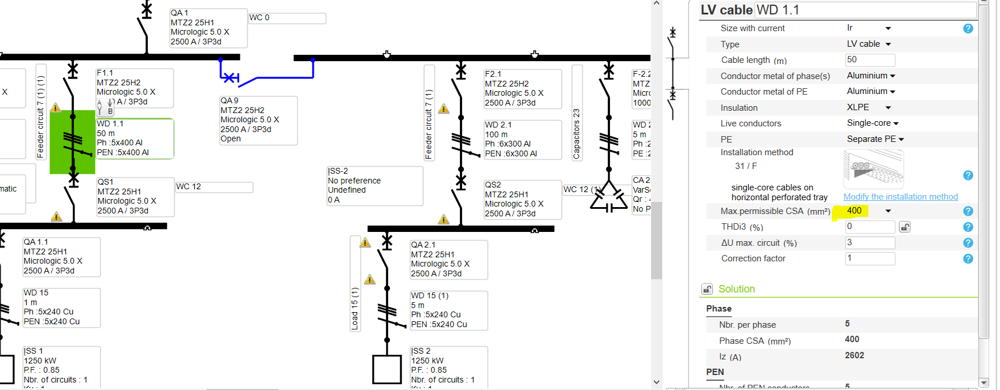 QA 1
MTZ2 25H1
Micrologic 5.0 X
2500 A / 3P3d
WC 0
X
Feeder circuit 7 (1) (1)
F1.1
MTZ2 25H2
Micrologic 5.0 X
A / 3P3d
A
Y B
WD 1.1
50 m
Ph :5x400 Al
PEN :5x400 Al
QS1
MTZ2 25H1
Micrologic 5.0 X
2500 A / 3P3d
WC 12
matic
QA 9
MTZ2 25H2
Micrologic 5.0 X
2500 A / 3P3d
Open
QA 1.1
MTZ2 25H1
Micrologic 5.0 X
2500 A / 3P3d
WD 15
1 m
Ph :5x240 Cu
PEN :5x240 Cu
ISS 1
1250 kW
P.F. : 0.85
Nbr. of circuits : 1
Ku : 1
ISS-2
No preference
Undefined
0 A
Feeder circuit 7 (1)
F2.1
MTZ2 25H2
Micrologic 5.0 X
2500 A / 3P3d
WD 2.1
100 m
Ph :6x300 Al
PEN :6x300 Al
QS2
MTZ2 25H1
Micrologic 5.0 X
2500 A / 3P3d
WC 12 (1)
Capacitors 23
F-2.2
MTZ
Micro
1000
WD 2
5 m
Ph :2
PE :2
CA 2
VarS
Qr :
No P
Load 15 (1)
QA 2.1
MTZ2 25H1
Micrologic 5.0 X
2500 A / 3P3d
WD 15 (1)
5 m
Ph :5x240 Cu
PEN :5x240 Cu
ISS 2
1250 kW
P.F. : 0.85
Nbr. of circuits : 1
Ku : 1
LV cable WD 1.1
Size with current Ir ?
Type LV cable
Cable length (m) 50
Conductor metal of phase(s) Aluminium
Conductor metal of PE Aluminium
Insulation XLPE
Live conductors Single-core
PE Separate PE
Installation method
31 / F
?
single-core cables on
horizontal perforated tray Modify the installation method
Max.permissible CSA (mm²) 400 ?
THDi3 (%) 0 ?
ΔU max. circuit (%) 3 ?
Correction factor 1 ?
Solution
Phase
Nbr. per phase 5
Phase CSA (mm²) 400
Iz (A) 2602
PEN
Nbr. of PEN conductors 5